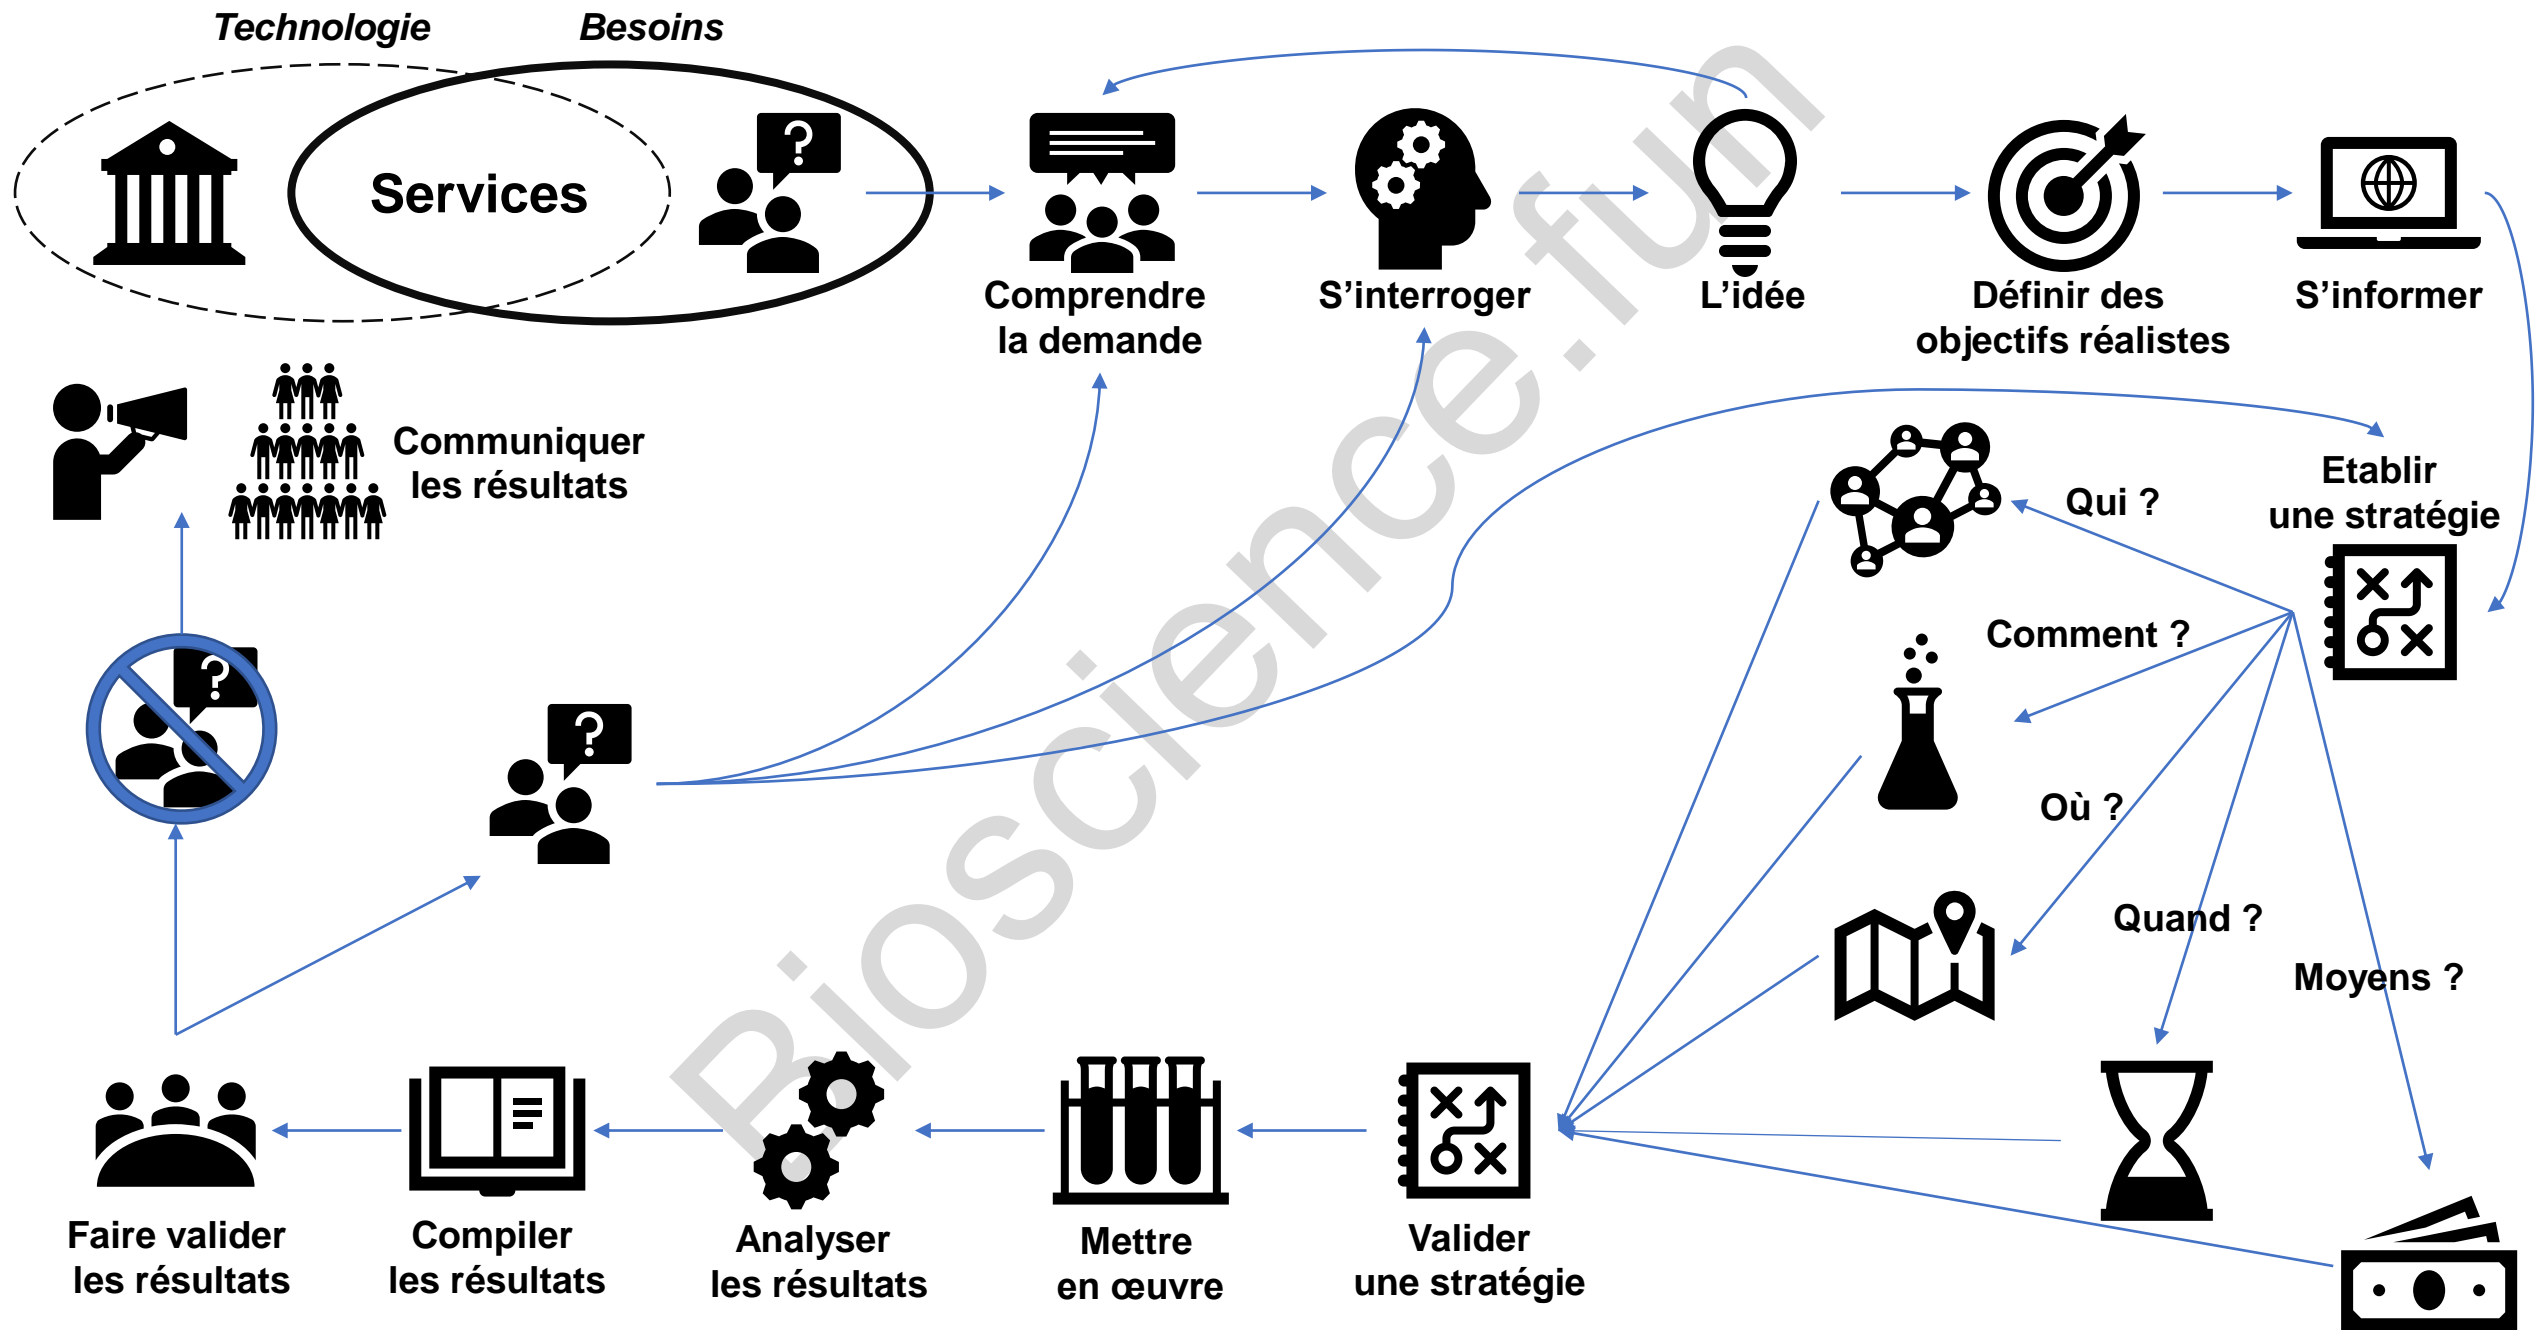 Technologie
Besoins
Services
?
Comprendre
la demande
S’interroger
L’idée
Définir des
objectifs réalistes
S’informer
Communiquer
les résultats
Etablir
une stratégie
Qui ?
Comment ?
Où ?
Quand ?
Moyens ?
?
?
Faire valider
les résultats
Compiler
les résultats
Analyser
les résultats
Mettre
en œuvre
Valider
une stratégie
Bioscience.fun